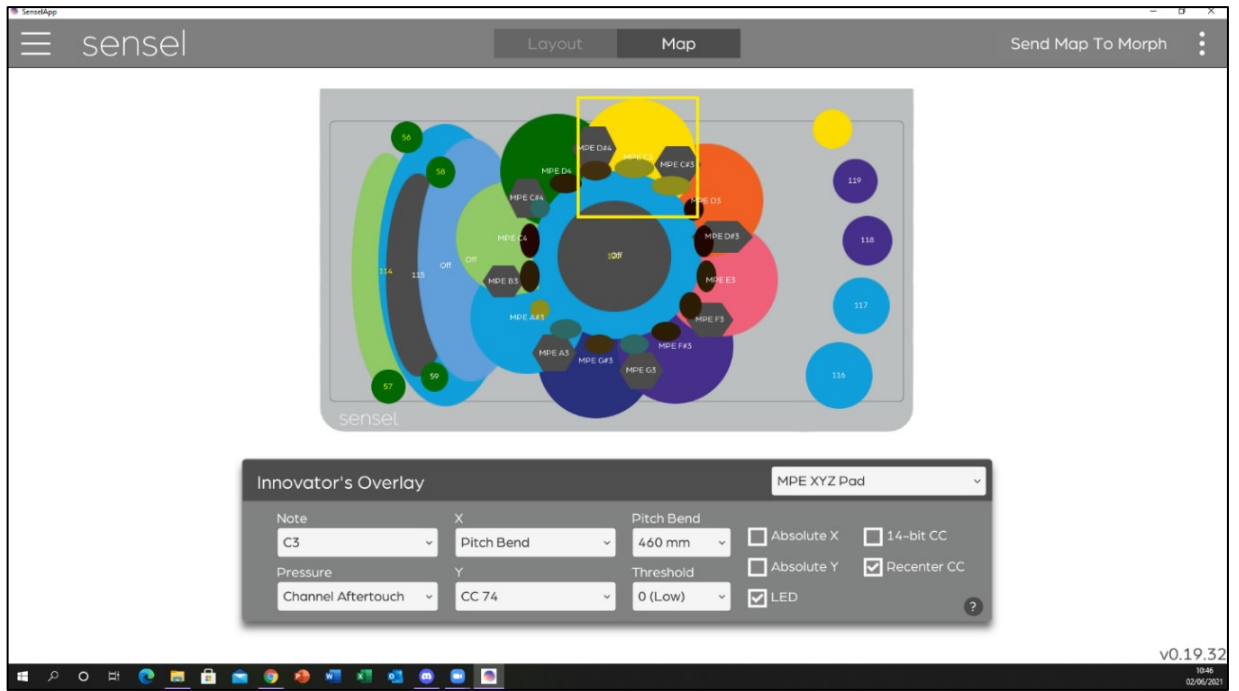 SenselApp
sensel
Layout
Map
Send Map To Morph
56
58
MPE D#4
MPE C3
MPE C#3
MPE D4
119
MPE C#4
MPE D3
MPE C4
MPE D#3
118
114
115
Off
Off
Off
MPE B3
MPE E3
MPE A#3
MPE F3
117
MPE A3
MPE G#3
MPE F#3
MPE G3
57
59
116
sensel
Innovator's Overlay
MPE XYZ Pad
Note
X
Pitch Bend
C3
Pitch Bend
460 mm
Absolute X
14-bit CC
Pressure
Y
Threshold
Absolute Y
Recenter CC
Channel Aftertouch
CC 74
0 (Low)
LED
?
v0.19.32
10:46
02/06/2021